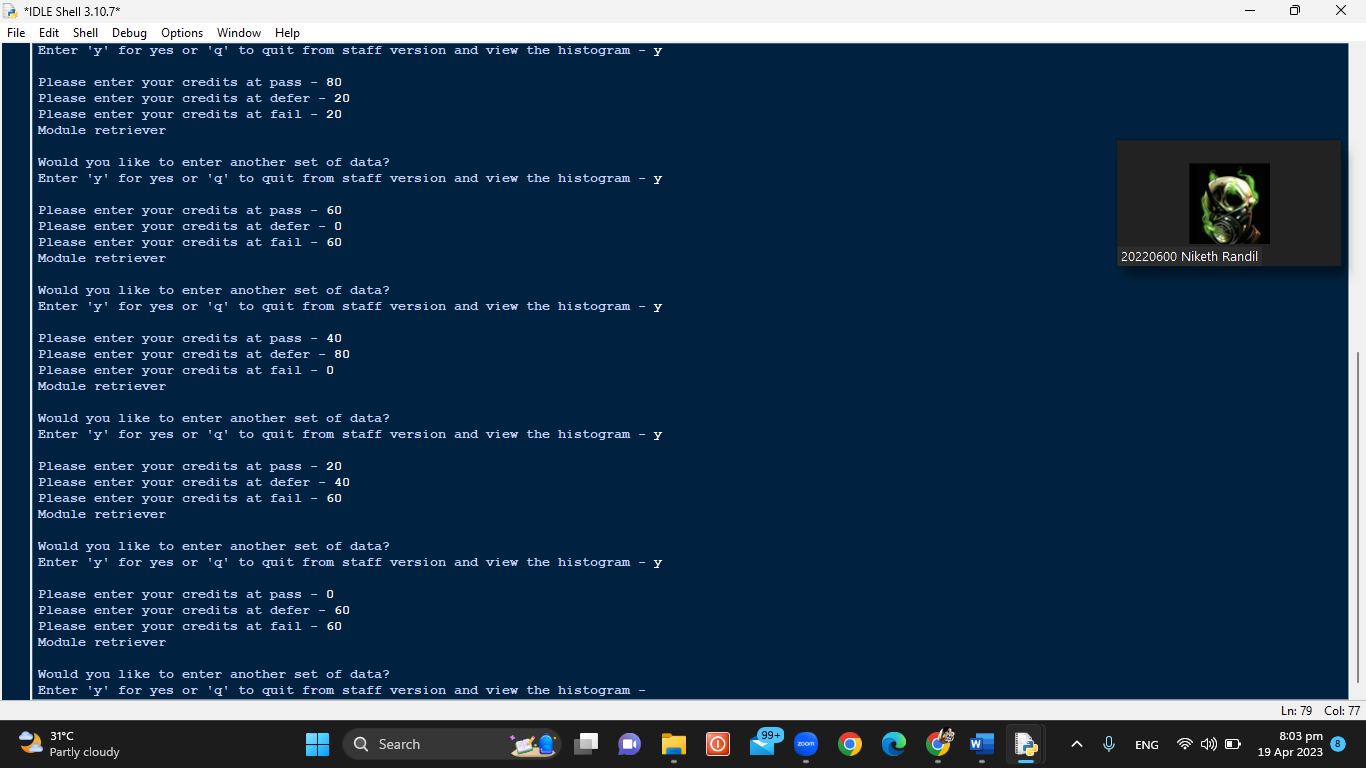 *IDLE Shell 3.10.7*
File Edit Shell Debug Options Window Help
Enter 'y' for yes or 'q' to quit from staff version and view the histogram - y
Please enter your credits at pass - 80
Please enter your credits at defer - 20
Please enter your credits at fail - 20
Module retriever
Would you like to enter another set of data?
Enter 'y' for yes or 'q' to quit from staff version and view the histogram - y
Please enter your credits at pass - 60
Please enter your credits at defer - 0
Please enter your credits at fail - 60
Module retriever
Would you like to enter another set of data?
Enter 'y' for yes or 'q' to quit from staff version and view the histogram - y
Please enter your credits at pass - 40
Please enter your credits at defer - 80
Please enter your credits at fail - 0
Module retriever
Would you like to enter another set of data?
Enter 'y' for yes or 'q' to quit from staff version and view the histogram - y
Please enter your credits at pass - 20
Please enter your credits at defer - 40
Please enter your credits at fail - 60
Module retriever
Would you like to enter another set of data?
Enter 'y' for yes or 'q' to quit from staff version and view the histogram - y
Please enter your credits at pass - 0
Please enter your credits at defer - 60
Please enter your credits at fail - 60
Module retriever
Would you like to enter another set of data?
Enter 'y' for yes or 'q' to quit from staff version and view the histogram -
20220600 Niketh Randil
Ln: 79 Col: 77
31°C
Partly cloudy
Search
99+
zoom
ENG
8:03 pm
19 Apr 2023
8